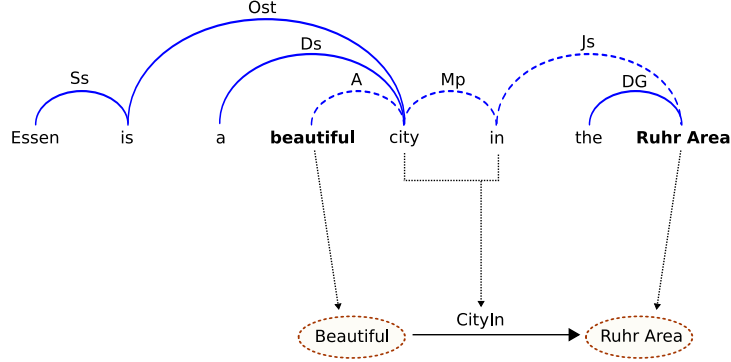 Ost
Ds
Js
Ss
A
Mp
DG
Essen is a beautiful city in the Ruhr Area
CityIn
Beautiful
Ruhr Area